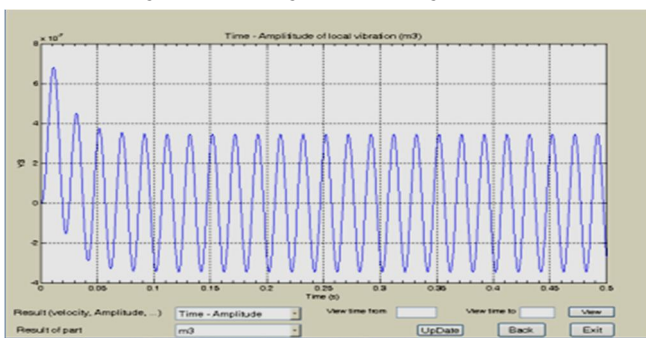 Time - Amplititude of local vibration (m3)
8 × 10
6
4
2
0
-2
-4
Y3
0 0.05 0.1 0.15 0.2 0.25 0.3 0.35 0.4 0.45 0.5
Time (s)
Result (velocity, Amplitude, ...) Time - Amplitude View time from View time to View
Result of part m3 UpDate Back Exit